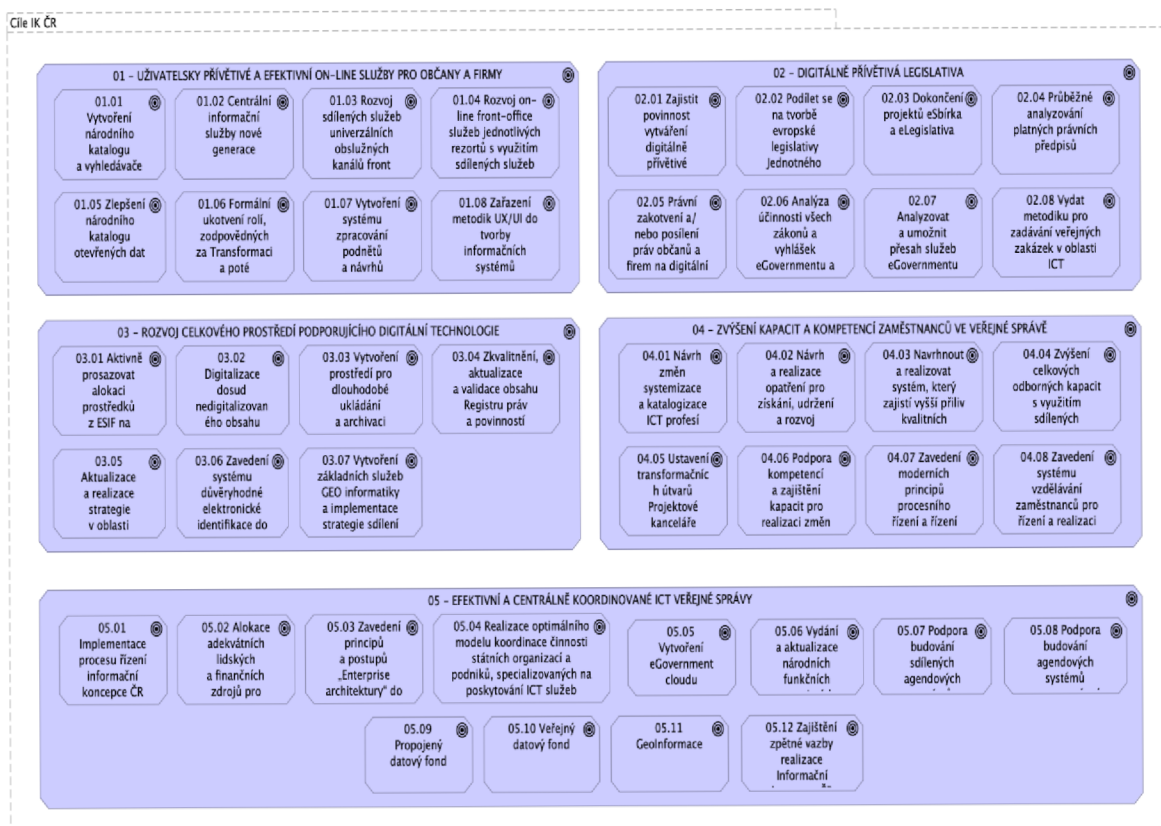 Cíle IK ČR
01 – UŽIVATELSKY PŘÍVĚTIVÉ A EFEKTIVNÍ ON–LINE SLUŽBY PRO OBČANY A FIRMY
01.01
Vytvoření
národního
katalogu
a vyhledávače
01.02 Centrální
informační
služby nové
generace
01.03 Rozvoj
sdílených služeb
univerzálních
obslužných
kanálů front
01.04 Rozvoj on–
line front–office
služeb jednotlivých
rezortů s využitím
sdílených služeb
01.05 Zlepšení
národního
katalogu
otevřených dat
01.06 Formální
ukotvení rolí,
zodpovědných
za Transformaci
a poté
01.07 Vytvoření
systému
zpracování
podnětů
a návrhů
01.08 Zařazení
metodik UX/UI do
tvorby
informačních
systémů
02 – DIGITÁLNĚ PŘÍVĚTIVÁ LEGISLATIVA
02.01 Zajistit
povinnost
vytváření
digitálně
přívětivé
02.02 Podílet se
na tvorbě
evropské
legislativy
Jednotného
02.03 Dokončení
projektů eSbírka
a eLegislativa
02.04 Průběžné
analyzování
platných právních
předpisů
02.05 Právní
zakotvení a/
nebo posílení
práv občanů a
firem na digitální
02.06 Analýza
účinnosti všech
zákonů a
vyhlášek
eGovernmentu a
02.07
Analyzovat
a umožnit
přesah služeb
eGovernmentu
02.08 Vydat
metodiku pro
zadávání veřejných
zakázek v oblasti
ICT
03 – ROZVOJ CELKOVÉHO PROSTŘEDÍ PODPORUJÍCÍHO DIGITÁLNÍ TECHNOLOGIE
03.01 Aktivně
prosazovat
alokaci
prostředků
z ESIF na
03.02
Digitalizace
dosud
nedigitalizovan
ého obsahu
03.03 Vytvoření
prostředí pro
dlouhodobé
ukládání
a archivaci
03.04 Zkvalitnění,
aktualizace
a validace obsahu
Registru práv
a povinností
03.05
Aktualizace
a realizace
strategie
v oblasti
03.06 Zavedení
systému
důvěryhodné
elektronické
identifikace do
03.07 Vytvoření
základních služeb
GEO informatiky
a implementace
strategie sdílení
04 – ZVÝŠENÍ KAPACIT A KOMPETENCÍ ZAMĚSTNANCŮ VE VEŘEJNÉ SPRÁVĚ
04.01 Návrh
změn
systemizace
a katalogizace
ICT profesí
04.02 Návrh
a realizace
opatření pro
získání, udržení
a rozvoj
04.03 Navrhnout
a realizovat
systém, který
zajistí vyšší příliv
kvalitních
04.04 Zvýšení
celkových
odborných kapacit
s využitím
sdílených
04.05 Ustavení
transformačníc
h útvarů
Projektové
kanceláře
04.06 Podpora
kompetencí
a zajištění
kapacit pro
realizaci změn
04.07 Zavedení
moderních
principů
procesního
řízení a řízení
04.08 Zavedení
systému
vzdělávání
zaměstnanců pro
řízení a realizaci
05 – EFEKTIVNÍ A CENTRÁLNĚ KOORDINOVANÉ ICT VEŘEJNÉ SPRÁVY
05.01
Implementace
procesu řízení
informační
koncepce ČR
05.02 Alokace
adekvátních
lidských
a finančních
zdrojů pro
05.03 Zavedení
principů
a postupů
„Enterprise
architektury“ do
05.04 Realizace optimálního
modelu koordinace činností
státních organizací a
podniků, specializovaných na
poskytování ICT služeb
05.05
Vytvoření
eGovernment
cloudu
05.06 Vydání
a aktualizace
národních
funkčních
05.07 Podpora
budování
sdílených
agendových
05.08 Podpora
budování
agendových
systémů
05.09
Propojený
datový fond
05.10 Veřejný
datový fond
05.11
GeoInformace
05.12 Zajištění
zpětné vazby
realizace
Informační